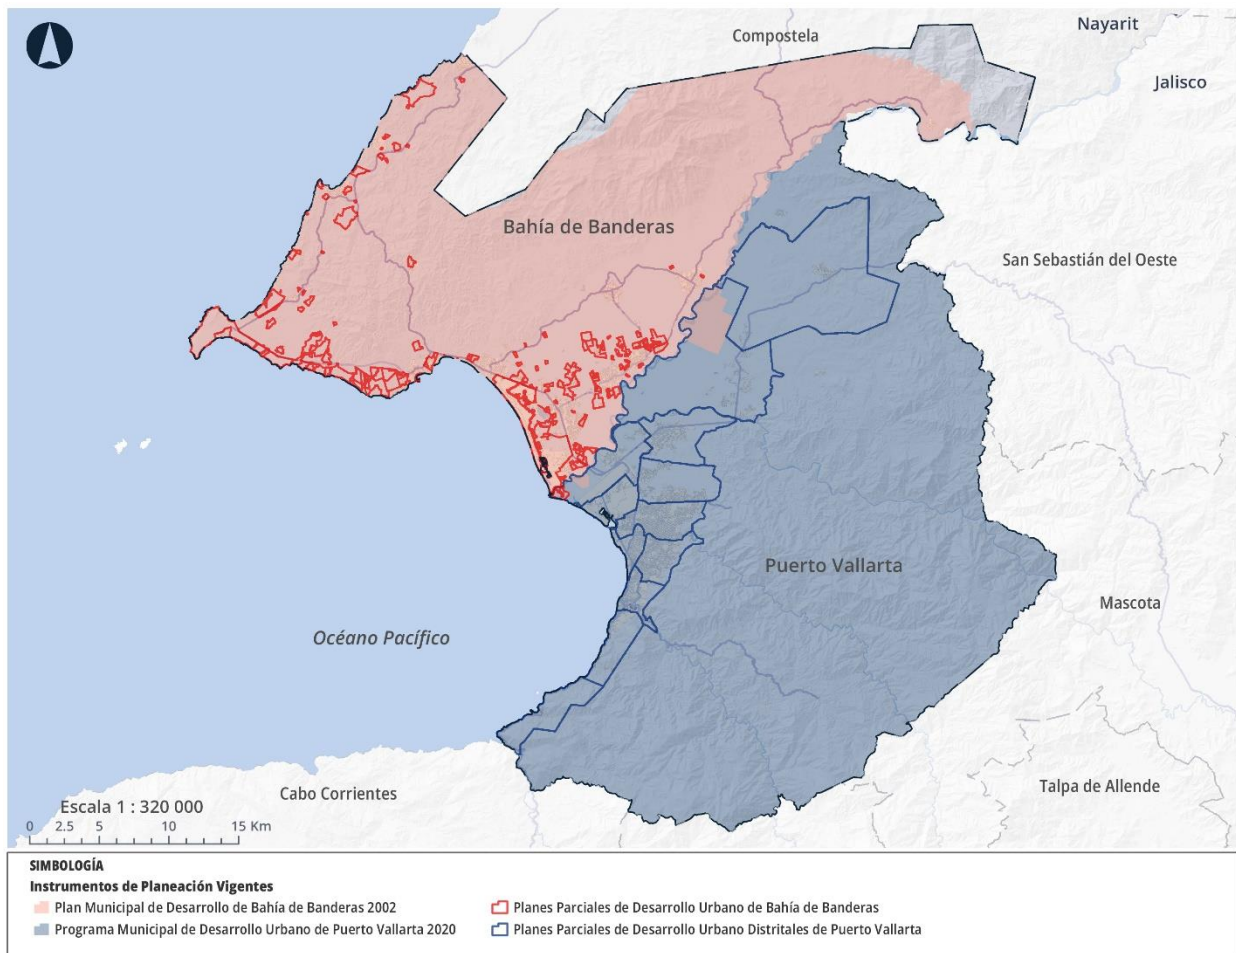 Compostela
Nayarit
Jalisco
Bahía de Banderas
San Sebastián del Oeste
Puerto Vallarta
Mascota
Océano Pacífico
Cabo Corrientes
Talpa de Allende
Escala 1 : 320 000
0 2.5 5 10 15 Km
SIMBOLOGÍA
Instrumentos de Planeación Vigentes
Plan Municipal de Desarrollo de Bahía de Banderas 2002
Planes Parciales de Desarrollo Urbano de Bahía de Banderas
Programa Municipal de Desarrollo Urbano de Puerto Vallarta 2020
Planes Parciales de Desarrollo Urbano Distritales de Puerto Vallarta